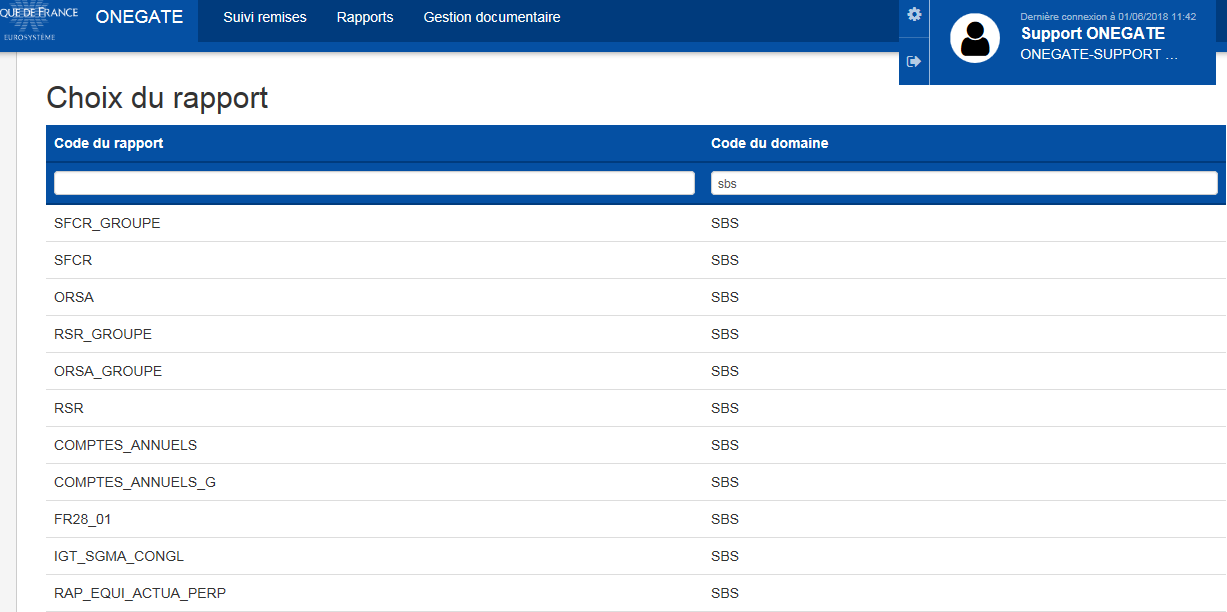 QUE DE FRANCE
EUROSYSTÈME
ONEGATE
Suivi remises
Rapports
Gestion documentaire
Dernière connexion à 01/06/2018 11:42
Support ONEGATE
ONEGATE-SUPPORT ...
Choix du rapport
Code du rapport Code du domaine
sbs
SFCR_GROUPE SBS
SFCR SBS
ORSA SBS
RSR_GROUPE SBS
ORSA_GROUPE SBS
RSR SBS
COMPTES_ANNUELS SBS
COMPTES_ANNUELS_G SBS
FR28_01 SBS
IGT_SGMA_CONGL SBS
RAP_EQUI_ACTUA_PERP SBS